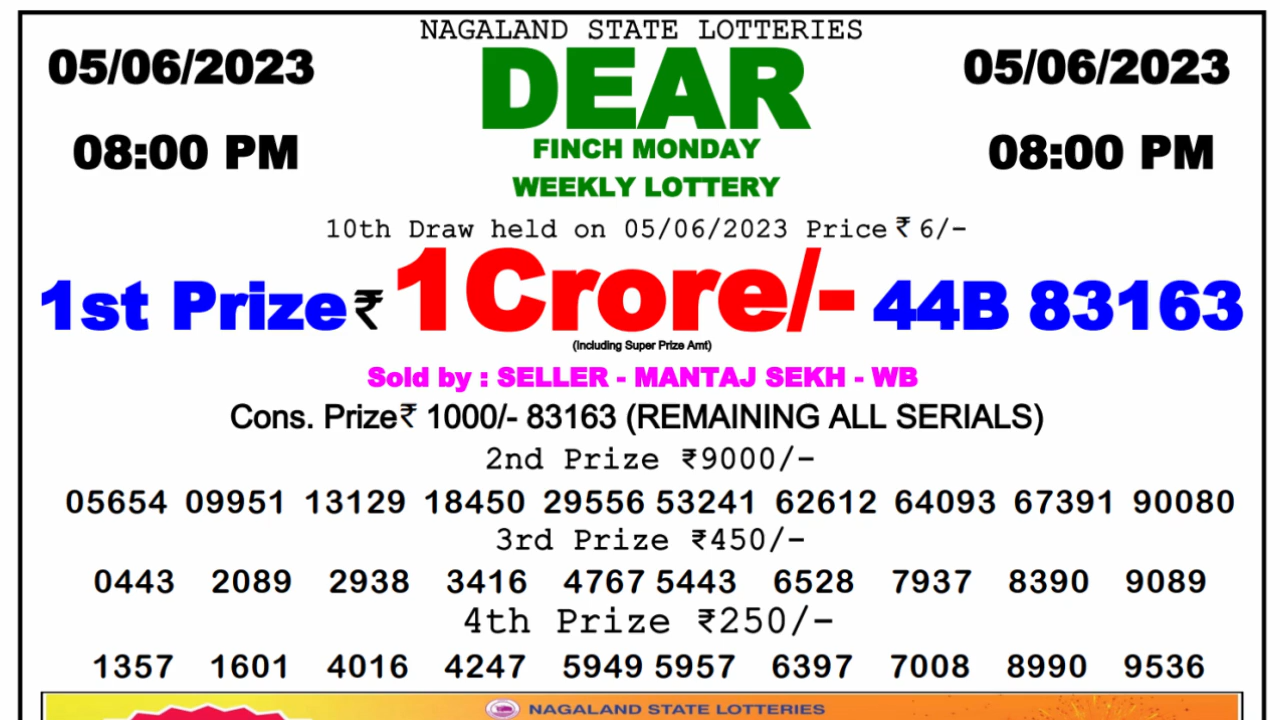 NAGALAND STATE LOTTERIES
05/06/2023 DEAR 05/06/2023
08:00 PM FINCH MONDAY 08:00 PM
WEEKLY LOTTERY
10th Draw held on 05/06/2023 Price ₹ 6/-
1st Prize ₹ 1Crore/- 44B 83163
(Including Super Prize Amt)
Sold by : SELLER - MANTAJ SEKH - WB
Cons. Prize₹ 1000/- 83163 (REMAINING ALL SERIALS)
2nd Prize ₹9000/-
05654 09951 13129 18450 29556 53241 62612 64093 67391 90080
3rd Prize ₹450/-
0443 2089 2938 3416 4767 5443 6528 7937 8390 9089
4th Prize ₹250/-
1357 1601 4016 4247 5949 5957 6397 7008 8990 9536
NAGALAND STATE LOTTERIES